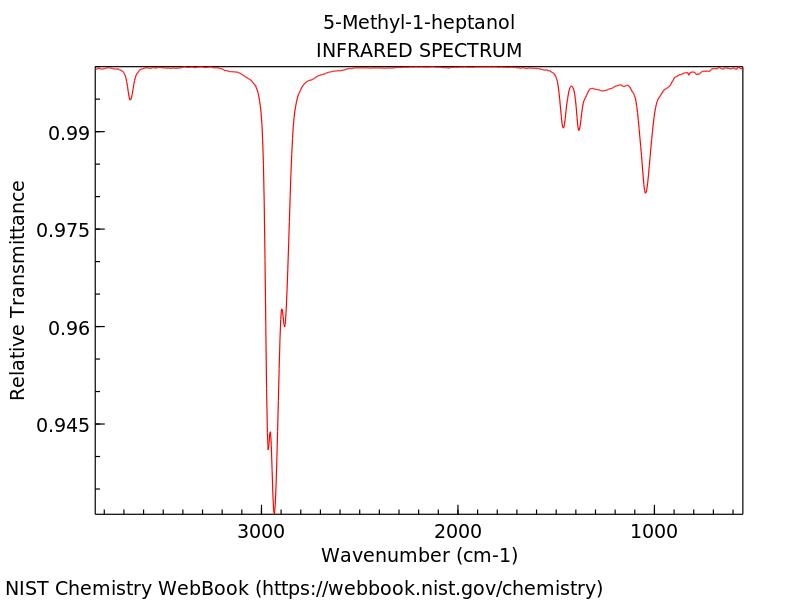 5-Methyl-1-heptanol
INFRARED SPECTRUM
Relative Transmittance
0.99
0.975
0.96
0.945
3000 2000 1000
Wavenumber (cm-1)
NIST Chemistry WebBook (https://webbook.nist.gov/chemistry)